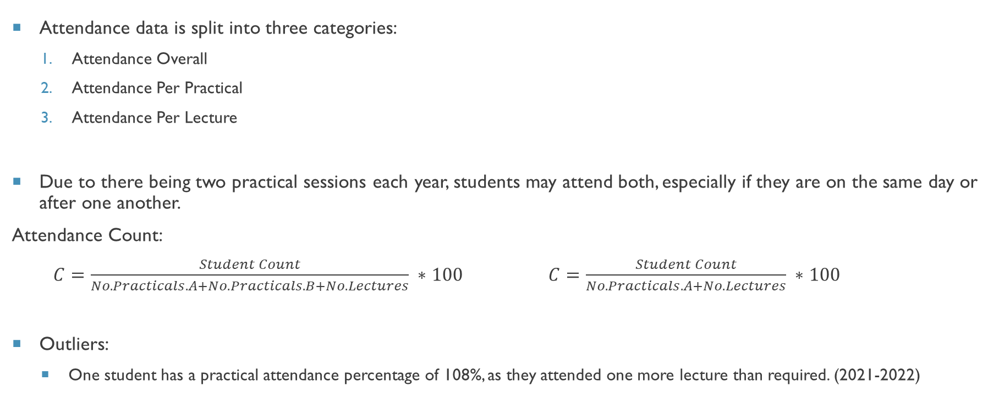 Attendance data is split into three categories:
1. Attendance Overall
2. Attendance Per Practical
3. Attendance Per Lecture
Due to there being two practical sessions each year, students may attend both, especially if they are on the same day or
after one another.
Attendance Count:
C = Student Count / No.Practicals.A+No.Practicals.B+No.Lectures * 100
C = Student Count / No.Practicals.A+No.Lectures * 100
Outliers:
One student has a practical attendance percentage of 108%, as they attended one more lecture than required. (2021-2022)